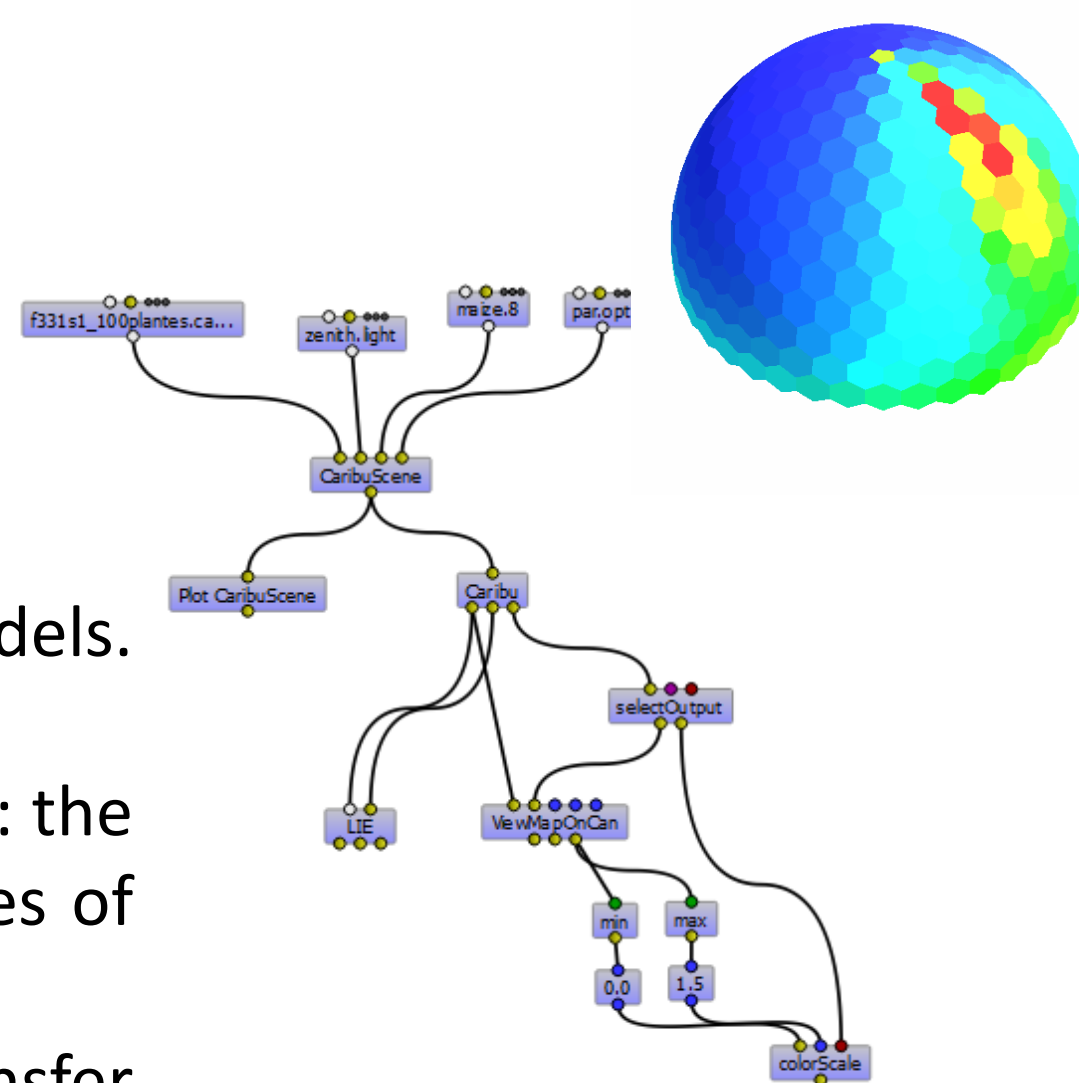 f331s1_100plantes.ca...
zenith.light
maize.8
par.opt
CaribuScene
Plot CaribuScene
Caribu
dels.
selectOutput
: the
LIE
ViewMapOnCan
es of
min
max
0.0
1.5
nsfer
colorScale